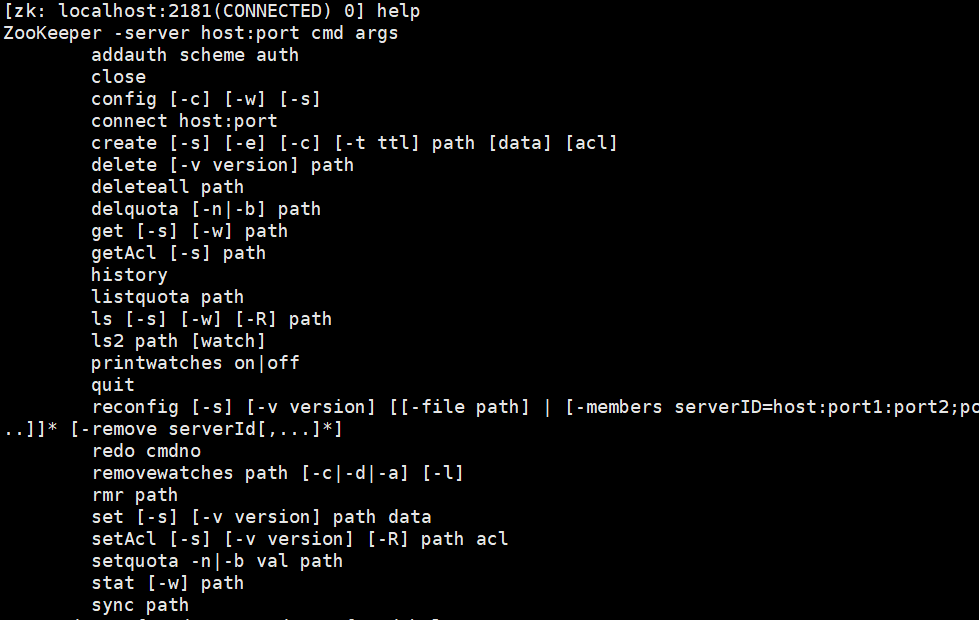 [zk: localhost:2181(CONNECTED) 0] help
ZooKeeper -server host:port cmd args
addauth scheme auth
close
config [-c] [-w] [-s]
connect host:port
create [-s] [-e] [-c] [-t ttl] path [data] [acl]
delete [-v version] path
deleteall path
delquota [-n|-b] path
get [-s] [-w] path
getAcl [-s] path
history
listquota path
ls [-s] [-w] [-R] path
ls2 path [watch]
printwatches on|off
quit
reconfig [-s] [-v version] [[-file path] | [-members serverID=host:port1:port2;po
..]]* [-remove serverId[,...]*]
redo cmdno
removewatches path [-c|-d|-a] [-l]
rmr path
set [-s] [-v version] path data
setAcl [-s] [-v version] [-R] path acl
setquota -n|-b val path
stat [-w] path
sync path